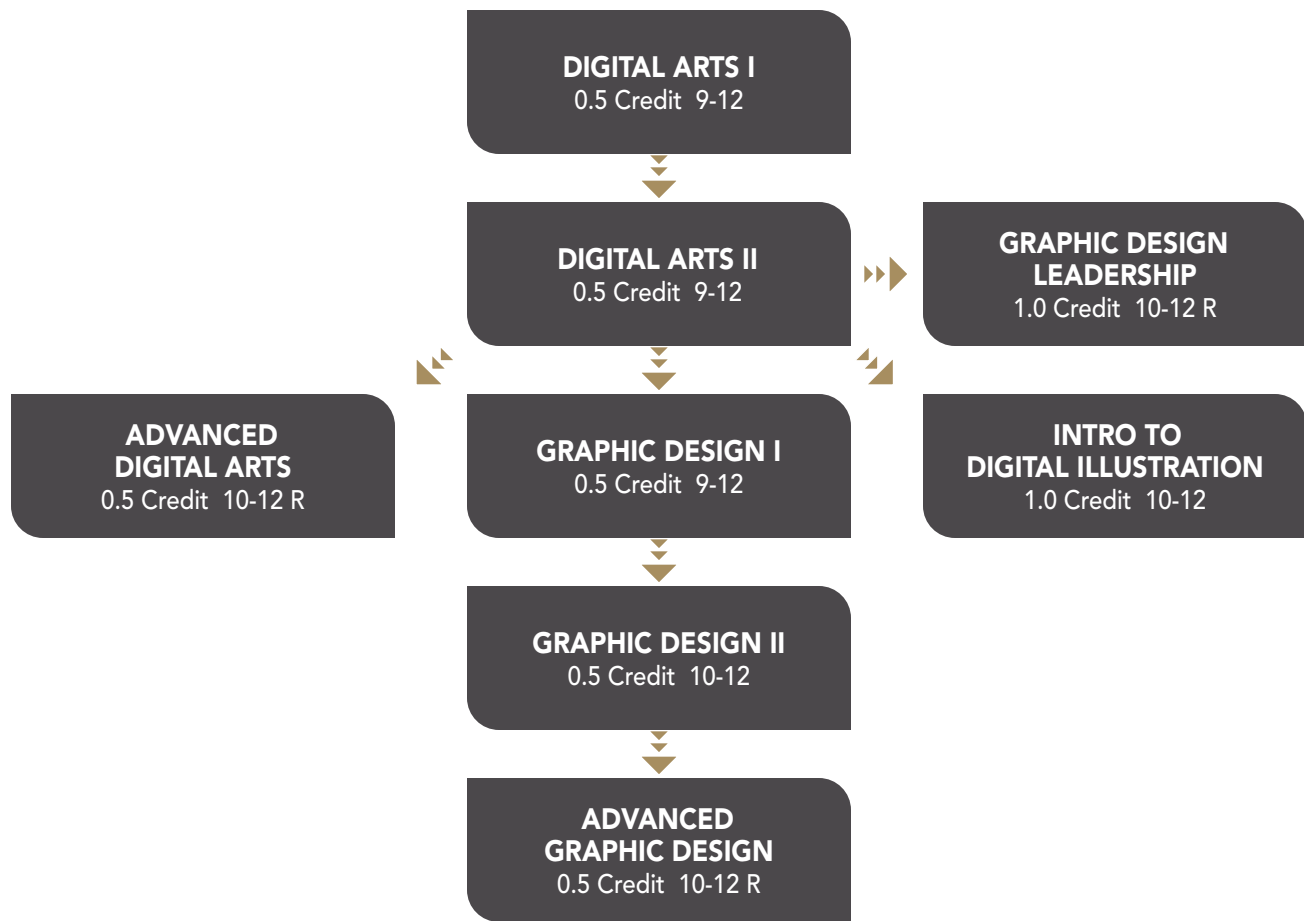 DIGITAL ARTS I
0.5 Credit 9-12
DIGITAL ARTS II
0.5 Credit 9-12
GRAPHIC DESIGN
LEADERSHIP
1.0 Credit 10-12 R
ADVANCED
DIGITAL ARTS
0.5 Credit 10-12 R
GRAPHIC DESIGN I
0.5 Credit 9-12
INTRO TO
DIGITAL ILLUSTRATION
1.0 Credit 10-12
GRAPHIC DESIGN II
0.5 Credit 10-12
ADVANCED
GRAPHIC DESIGN
0.5 Credit 10-12 R